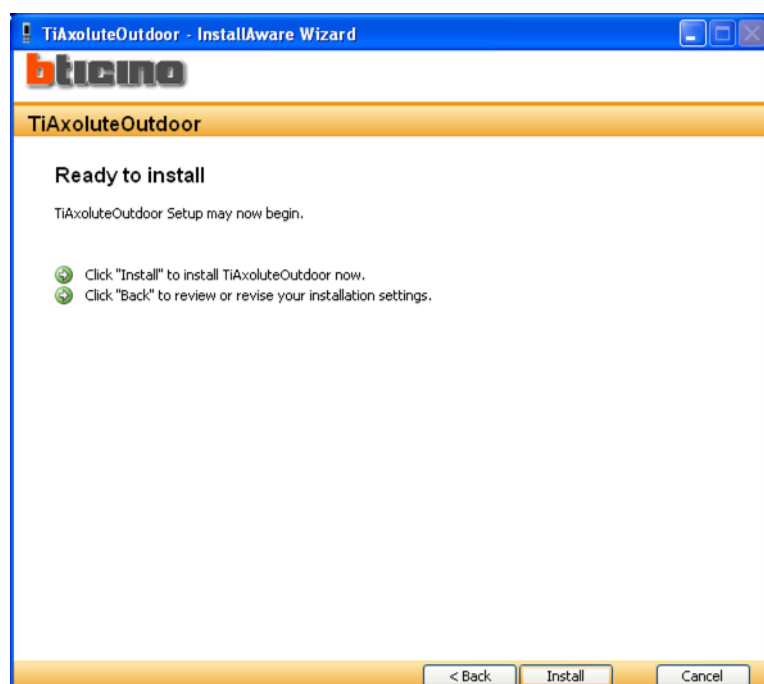 TiAxoluteOutdoor - InstallAware Wizard
bticino
TiAxoluteOutdoor
Ready to install
TiAxoluteOutdoor Setup may now begin.
Click "Install" to install TiAxoluteOutdoor now.
Click "Back" to review or revise your installation settings.
< Back Install Cancel